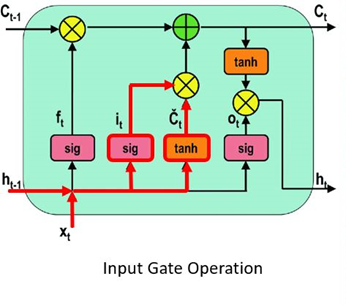 Cₜ₋₁ Cₜ
tanh
fₜ iₜ Čₜ oₜ
sig sig tanh sig
hₜ₋₁ hₜ
xₜ
Input Gate Operation